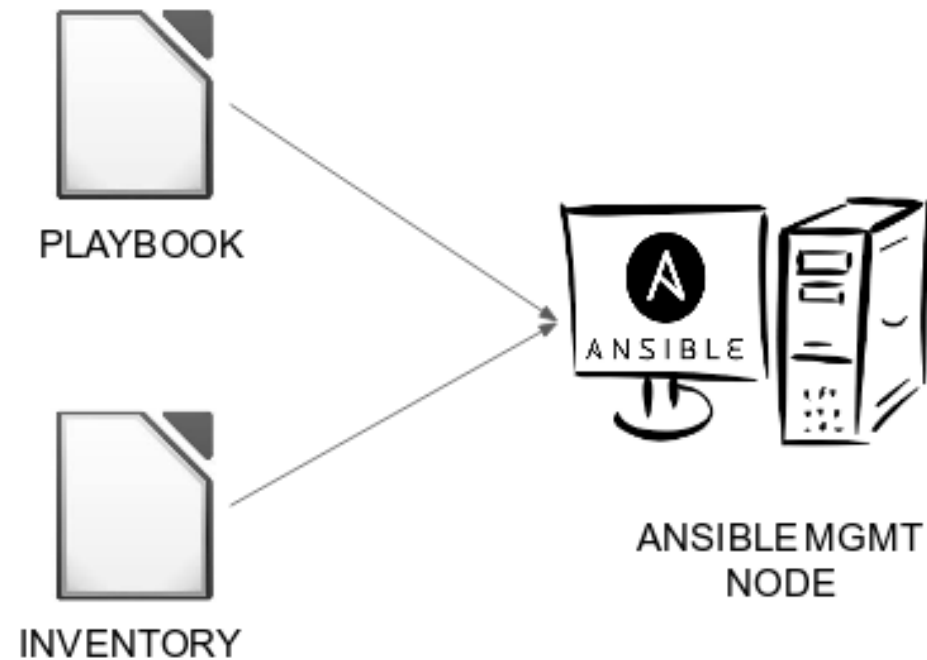 PLAYBOOK
ANSIBLE
INVENTORY
ANSIBLE MGMT
NODE